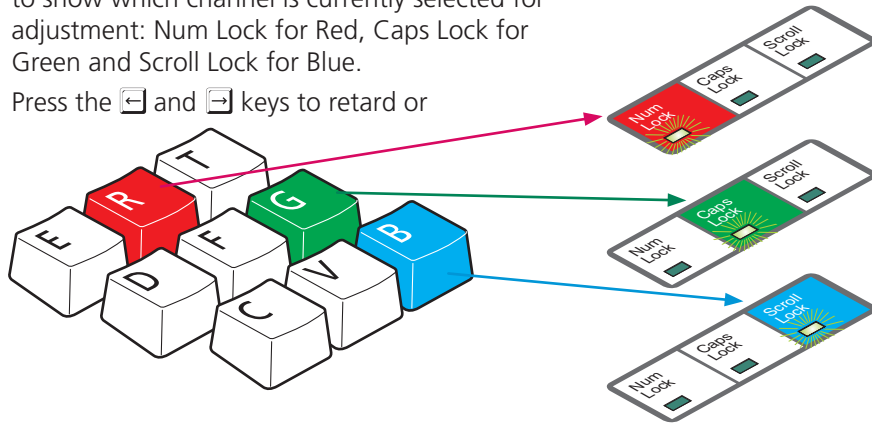 to show which channel is currently selected for
adjustment: Num Lock for Red, Caps Lock for
Green and Scroll Lock for Blue.
Press the ← and → keys to retard or
T
R
G
E
F
B
D
V
C
Num
Lock
Caps
Lock
Scroll
Lock
Num
Lock
Caps
Lock
Scroll
Lock
Num
Lock
Caps
Lock
Scroll
Lock